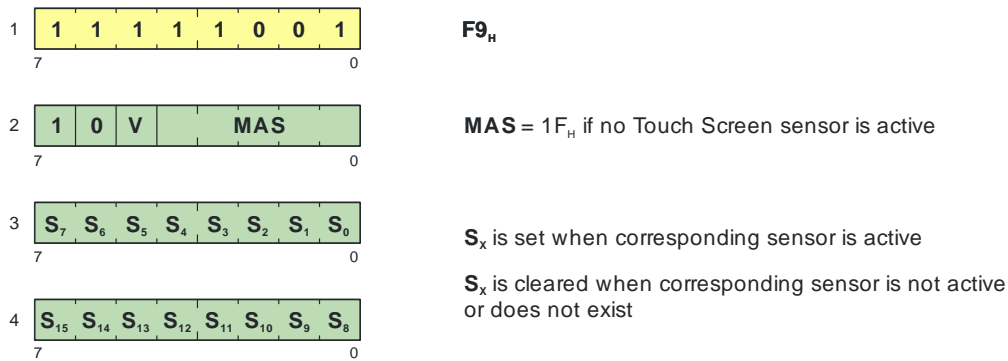 1 1 1 1 1 1 0 0 1 F9H
7 0
2 1 0 V MAS MAS = 1FH if no Touch Screen sensor is active
7 0
3 S7 S6 S5 S4 S3 S2 S1 S0
7 0
Sx is set when corresponding sensor is active
Sx is cleared when corresponding sensor is not active
or does not exist
4 S15 S14 S13 S12 S11 S10 S9 S8
7 0